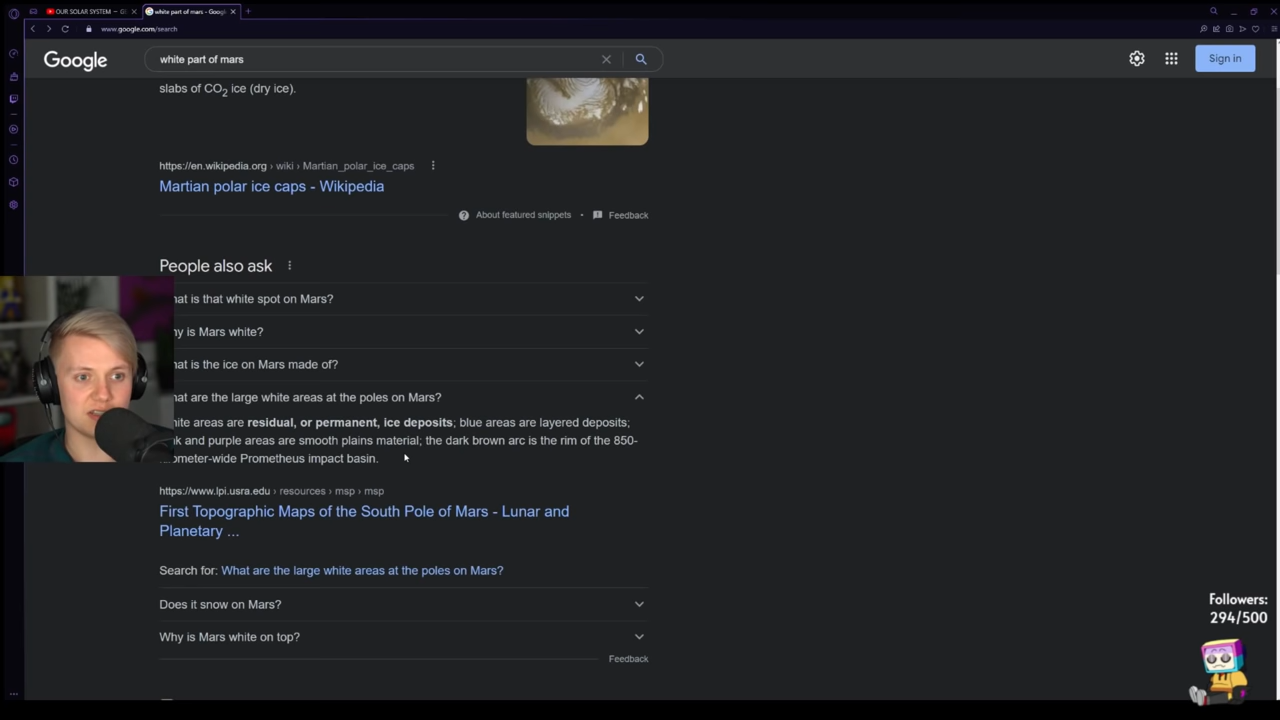 OUR SOLAR SYSTEM – G
white part of mars - Googl
www.google.com/search
Google
white part of mars
Sign in
slabs of CO2 ice (dry ice).
https://en.wikipedia.org › wiki › Martian_polar_ice_caps
Martian polar ice caps - Wikipedia
About featured snippets • Feedback
People also ask
hat is that white spot on Mars?
hy is Mars white?
hat is the ice on Mars made of?
hat are the large white areas at the poles on Mars?
hite areas are residual, or permanent, ice deposits; blue areas are layered deposits;
nk and purple areas are smooth plains material; the dark brown arc is the rim of the 850-
lometer-wide Prometheus impact basin.
https://www.lpi.usra.edu › resources › msp › msp
First Topographic Maps of the South Pole of Mars - Lunar and
Planetary ...
Search for: What are the large white areas at the poles on Mars?
Does it snow on Mars?
Why is Mars white on top?
Feedback
Followers:
294/500